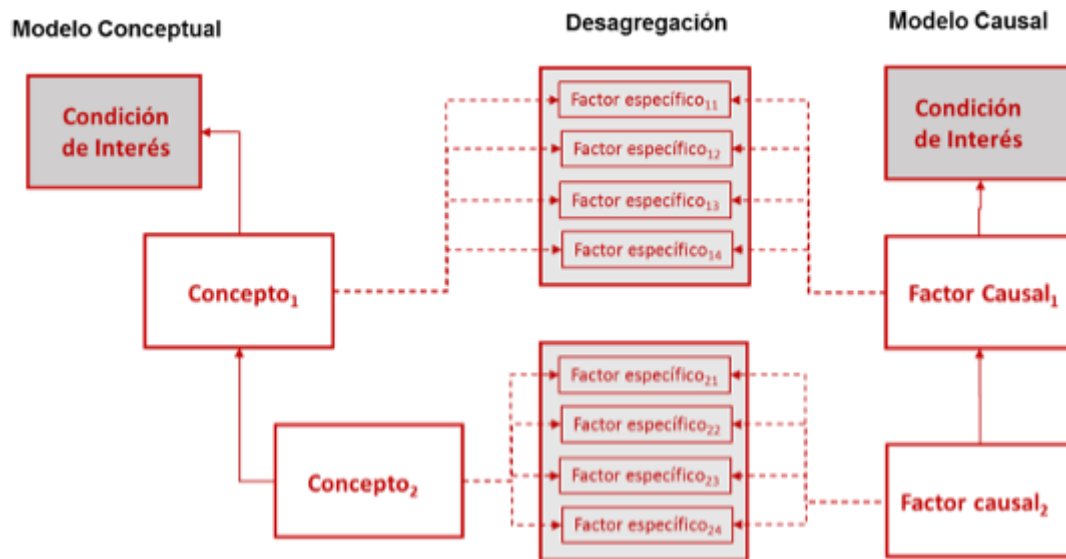 Modelo Conceptual
Desagregación
Modelo Causal
Condición
de Interés
Factor específico₁₁
Factor específico₁₂
Factor específico₁₃
Factor específico₁₄
Condición
de Interés
Concepto₁
Factor Causal₁
Factor específico₂₁
Factor específico₂₂
Factor específico₂₃
Factor específico₂₄
Concepto₂
Factor causal₂